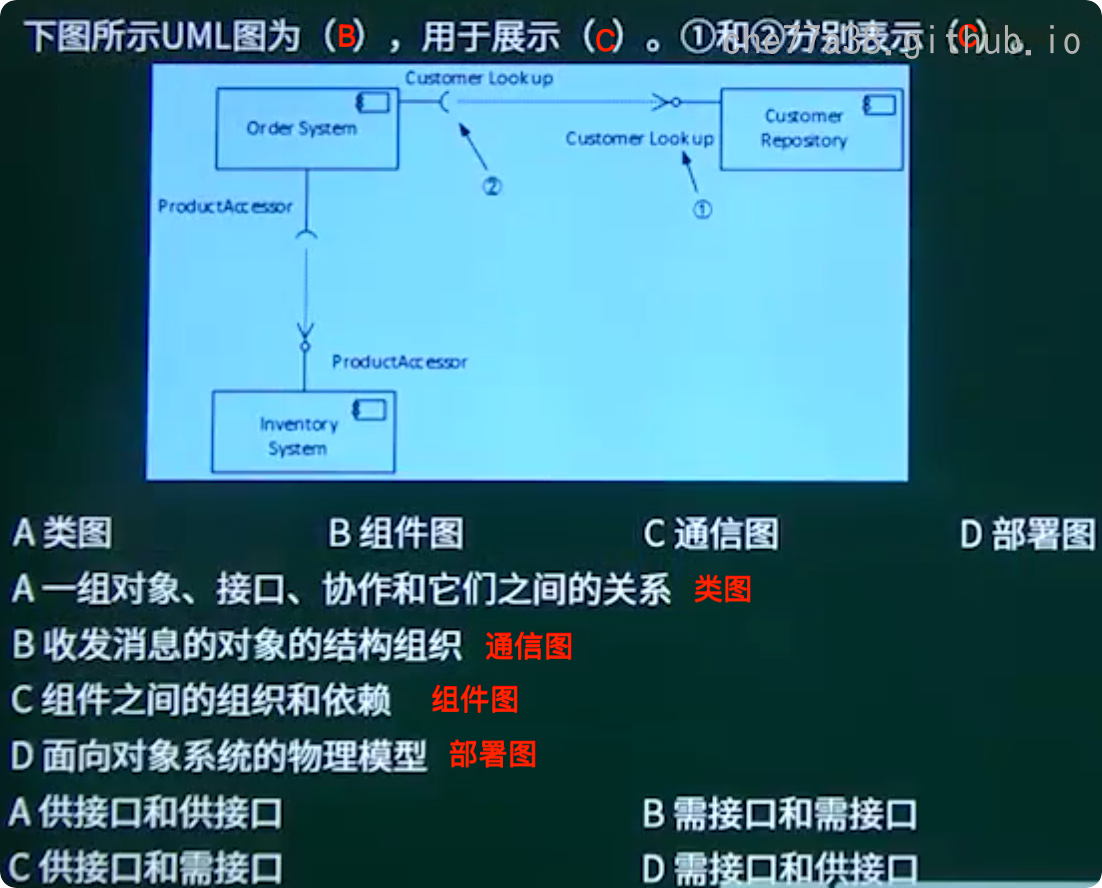 下图所示UML图为（B），用于展示（C）。①和②分别表示（C）。
Customer Lookup
Order System
Customer Repository
Customer Lookup
②
①
ProductAccessor
ProductAccessor
Inventory System
A 类图 B 组件图 C 通信图 D 部署图
A 一组对象、接口、协作和它们之间的关系 类图
B 收发消息的对象的结构组织 通信图
C 组件之间的组织和依赖 组件图
D 面向对象系统的物理模型 部署图
A 供接口和供接口 B 需接口和需接口
C 供接口和需接口 D 需接口和供接口